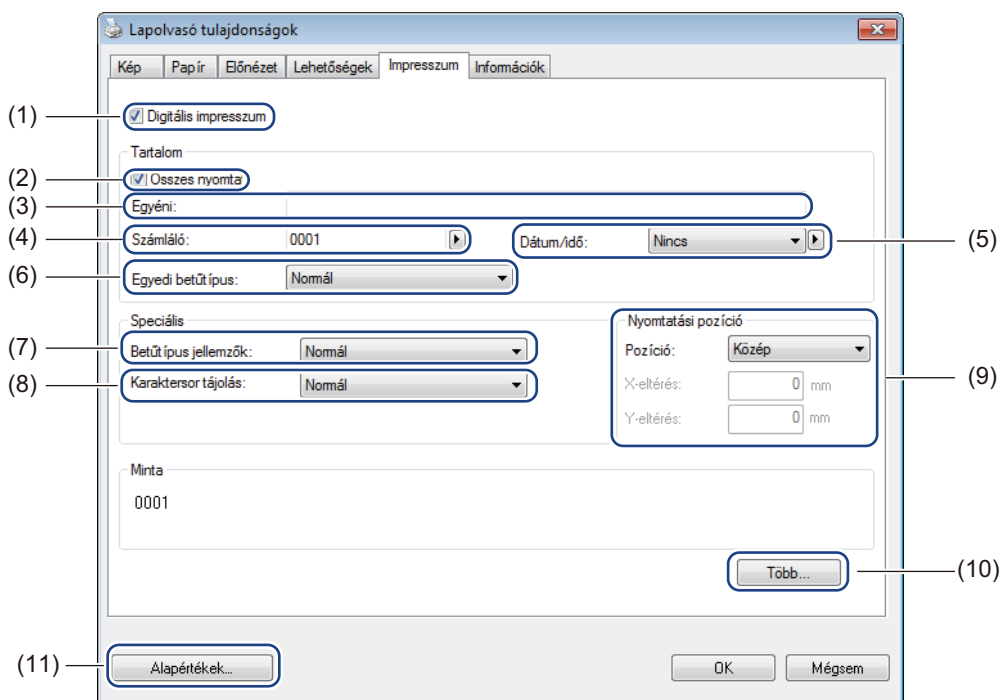 Lapolvasó tulajdonságok
Kép Papír Előnézet Lehetőségek Impresszum Információk
(1) Digitális impresszum
Tartalom
(2) Összes nyomta
(3) Egyéni:
(4) Számláló: 0001 Dátum/idő: Nincs (5)
(6) Egyedi betűtípus: Normál
Speciális Nyomtatási pozíció
(7) Betűtípus jellemzők: Normál Pozíció: Közép
(8) Karaktersor tájolás: Normál X-eltérés: 0 mm (9)
Y-eltérés: 0 mm
Minta
0001
Több... (10)
(11) Alapértékek... OK Mégsem